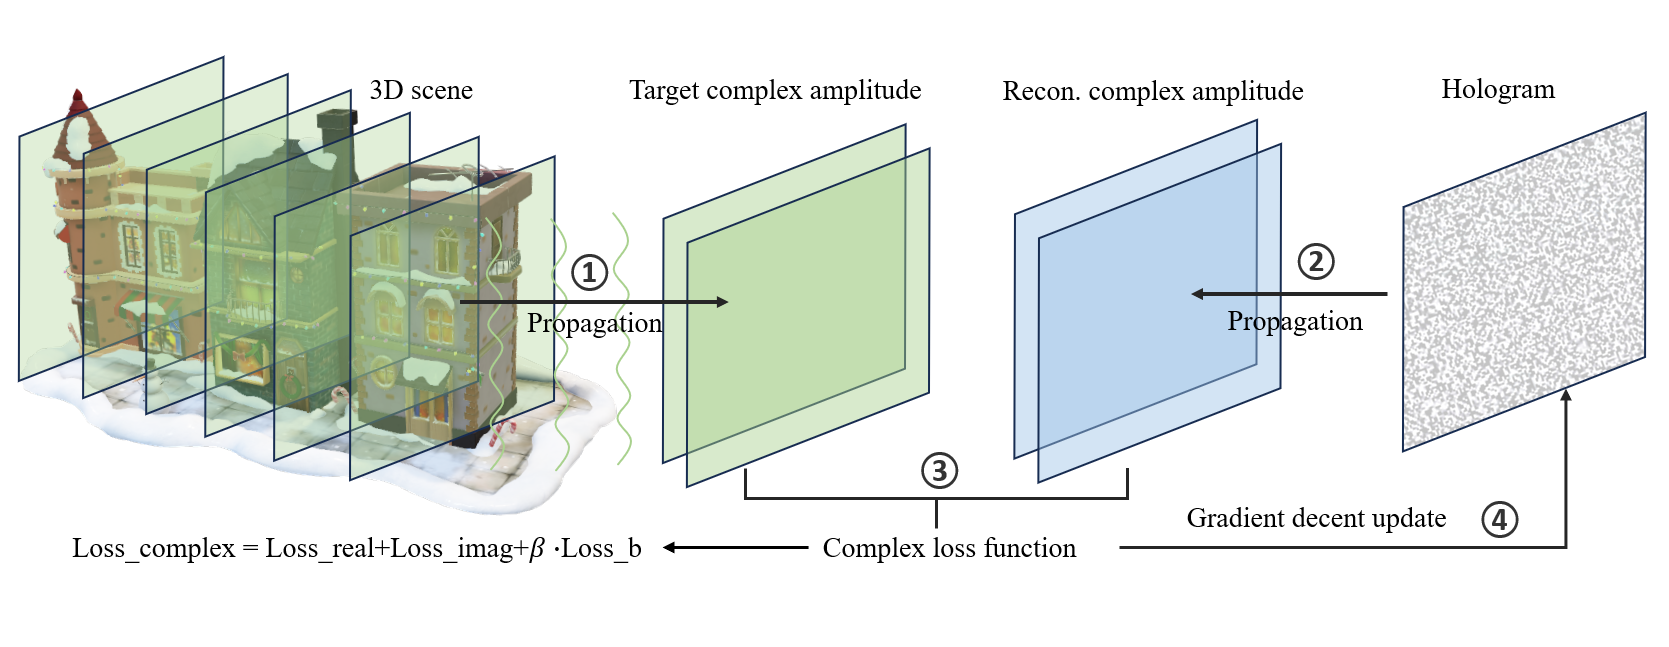 3D scene
Target complex amplitude
Recon. complex amplitude
Hologram
①
Propagation
②
Propagation
③
Gradient decent update
④
Loss_complex = Loss_real+Loss_imag+β ·Loss_b
Complex loss function